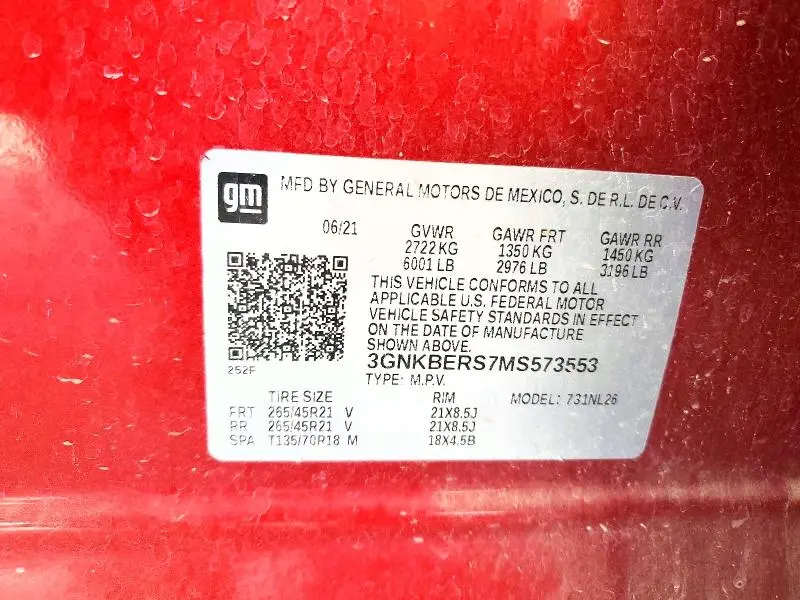 gm
MFD BY GENERAL MOTORS DE MEXICO, S. DE R.L. DE C.V.
06/21 GVWR GAWR FRT GAWR RR
2722 KG 1350 KG 1450 KG
6001 LB 2976 LB 3196 LB
THIS VEHICLE CONFORMS TO ALL
APPLICABLE U.S. FEDERAL MOTOR
VEHICLE SAFETY STANDARDS IN EFFECT
ON THE DATE OF MANUFACTURE
SHOWN ABOVE.
3GNKBERS7MS573553
252F
TYPE: M.P.V.
TIRE SIZE RIM MODEL: 731NL26
FRT 265/45R21 V 21X8.5J
RR 265/45R21 V 21X8.5J
SPA T135/70R18 M 18X4.5B